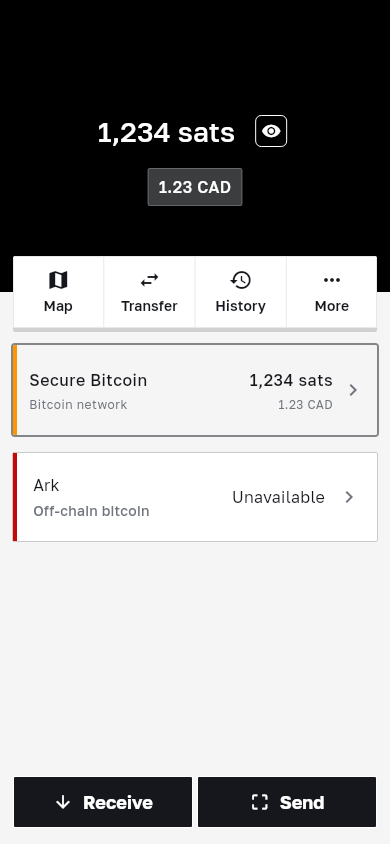 1,234 sats
1.23 CAD
Map
Transfer
History
More
Secure Bitcoin
1,234 sats
Bitcoin network
1.23 CAD
Ark
Unavailable
Off-chain bitcoin
Receive
Send